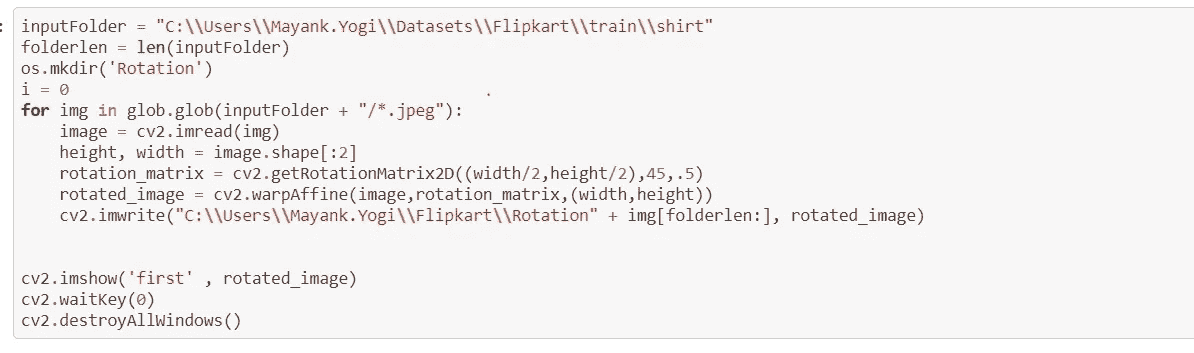 inputFolder = "C:\\Users\\Mayank.Yogi\\Datasets\\Flipkart\\train\\shirt"
folderlen = len(inputFolder)
os.mkdir('Rotation')
i = 0
for img in glob.glob(inputFolder + "/*.jpeg"):
    image = cv2.imread(img)
    height, width = image.shape[:2]
    rotation_matrix = cv2.getRotationMatrix2D((width/2,height/2),45,.5)
    rotated_image = cv2.warpAffine(image,rotation_matrix,(width,height))
    cv2.imwrite("C:\\Users\\Mayank.Yogi\\Flipkart\\Rotation" + img[folderlen:], rotated_image)
cv2.imshow('first' , rotated_image)
cv2.waitKey(0)
cv2.destroyAllWindows()